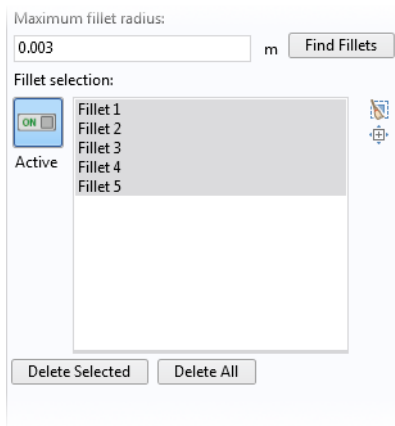 Maximum fillet radius:
0.003 m Find Fillets
Fillet selection:
ON
Active
Fillet 1
Fillet 2
Fillet 3
Fillet 4
Fillet 5
Delete Selected Delete All